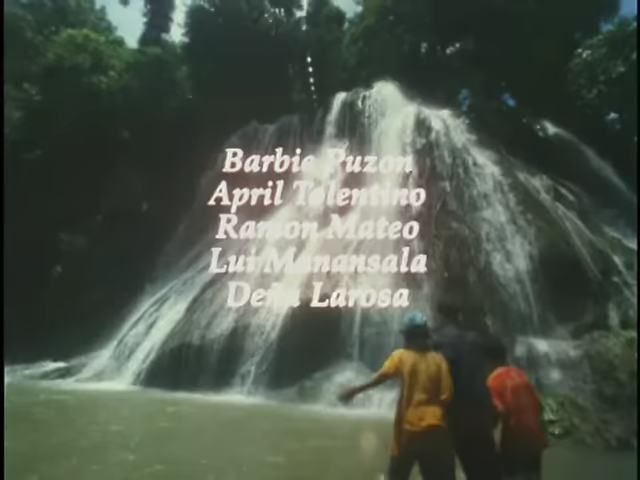 Barbie Puzon
April Tolentino
Ramon Mateo
Lui Manansala
Larosa